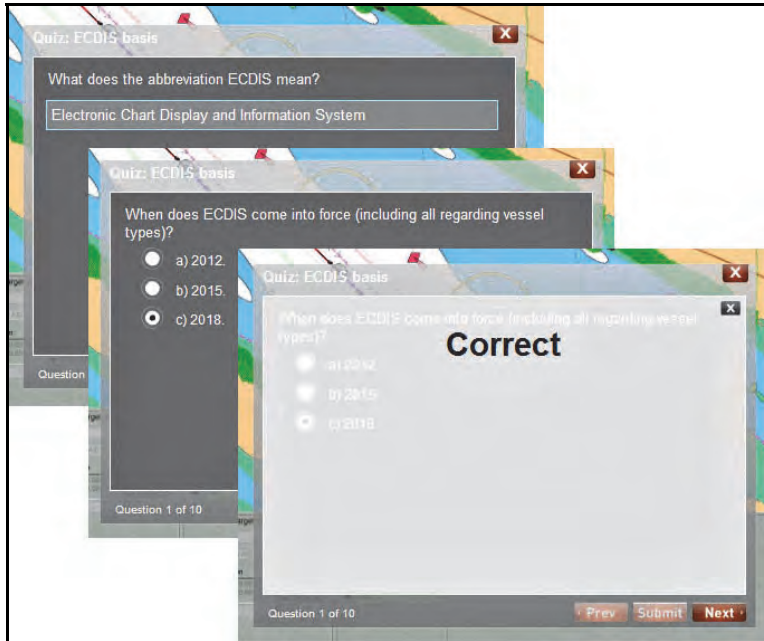 Quiz: ECDIS basis
X
What does the abbreviation ECDIS mean?
Electronic Chart Display and Information System
Question
Quiz: ECDIS basis
X
When does ECDIS come into force (including all regarding vessel
types)?
a) 2012.
b) 2015.
c) 2018.
Question 1 of 10
Quiz: ECDIS basis
X
X
When does ECDIS come into force (including all regarding vessel
types)?
Correct
a) 2012.
b) 2015.
c) 2018.
Question 1 of 10
Prev
Submit
Next